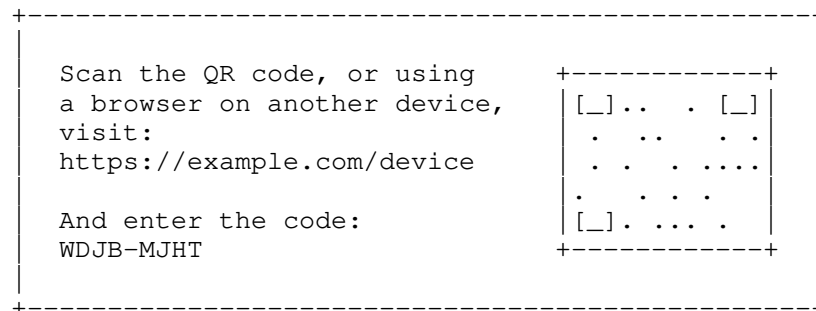 Scan the QR code, or using
a browser on another device,
visit:
https://example.com/device
And enter the code:
WDJB-MJHT